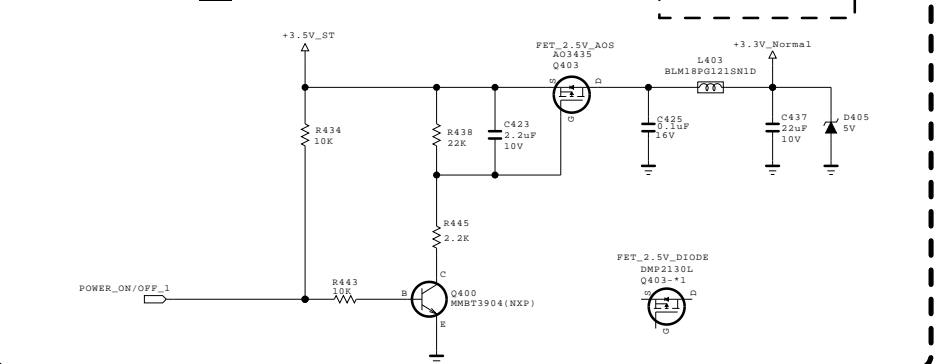 +3.5V_ST
FET_2.5V_AOS
AO3435
Q403
+3.3V_Normal
L403
BLM18PG121SN1D
S
D
G
R434
10K
R438
22K
C423
2.2uF
10V
C425
0.1uF
16V
C437
22uF
10V
D405
5V
R445
2.2K
FET_2.5V_DIODE
DMP2130L
Q403-*1
S
D
G
POWER_ON/OFF_1
R443
10K
B
C
E
Q400
MMBT3904(NXP)